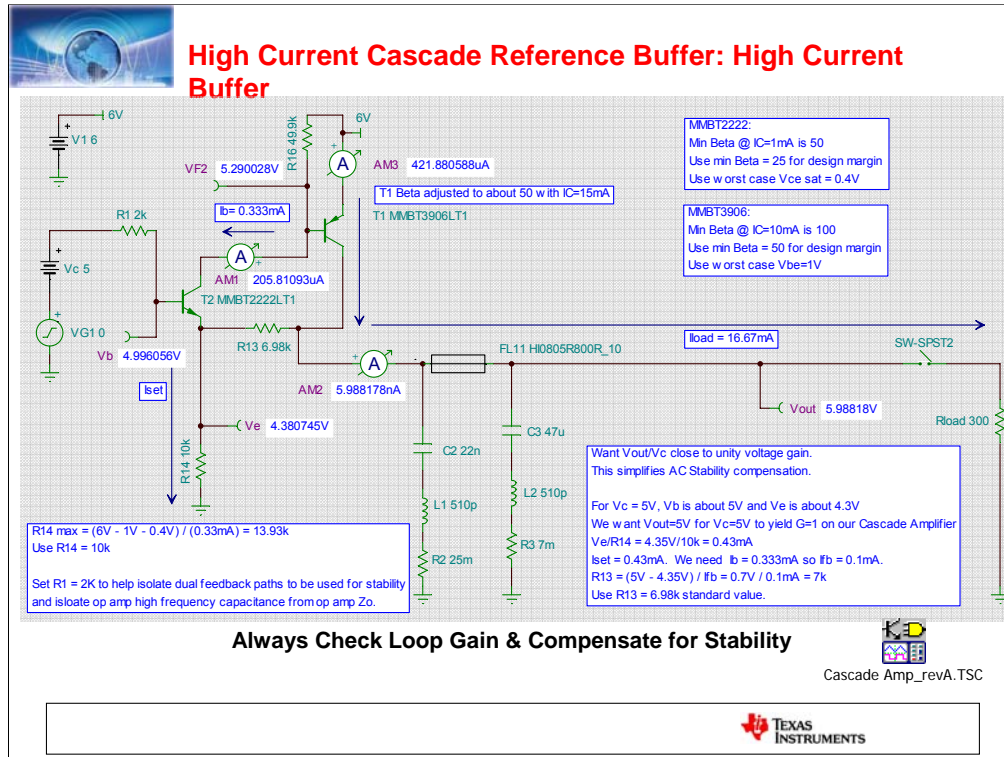 High Current Cascade Reference Buffer: High Current
Buffer
6V
V1 6
R16 49.9k
6V
VF2 5.290028V
AM3 421.880588uA
A
T1 Beta adjusted to about 50 with IC=15mA
T1 MMBT3906LT1
Ib= 0.333mA
R1 2k
A
AM1 205.81093uA
Vc 5
T2 MMBT2222LT1
VG1 0
R13 6.98k
Vb 4.996056V
A
AM2 5.988178nA
FL11 HI0805R800R_10
Iload = 16.67mA
SW-SPST2
Iset
Ve 4.380745V
Vout 5.98818V
Rload 300
R14 10k
C2 22n
C3 47u
L1 510p
L2 510p
R2 25m
R3 7m
MMBT2222:
Min Beta @ IC=1mA is 50
Use min Beta = 25 for design margin
Use worst case Vce sat = 0.4V
MMBT3906:
Min Beta @ IC=10mA is 100
Use min Beta = 50 for design margin
Use worst case Vbe=1V
Want Vout/Vc close to unity voltage gain.
This simplifies AC Stability compensation.
For Vc = 5V, Vb is about 5V and Ve is about 4.3V
We want Vout=5V for Vc=5V to yield G=1 on our Cascade Amplifier
Ve/R14 = 4.35V/10k = 0.43mA
Iset = 0.43mA. We need Ib = 0.333mA so Ifb = 0.1mA.
R13 = (5V - 4.35V) / Ifb = 0.7V / 0.1mA = 7k
Use R13 = 6.98k standard value.
R14 max = (6V - 1V - 0.4V) / (0.33mA) = 13.93k
Use R14 = 10k
Set R1 = 2K to help isolate dual feedback paths to be used for stability
and isloate op amp high frequency capacitance from op amp Zo.
Always Check Loop Gain & Compensate for Stability
Cascade Amp_revA.TSC
TEXAS
INSTRUMENTS